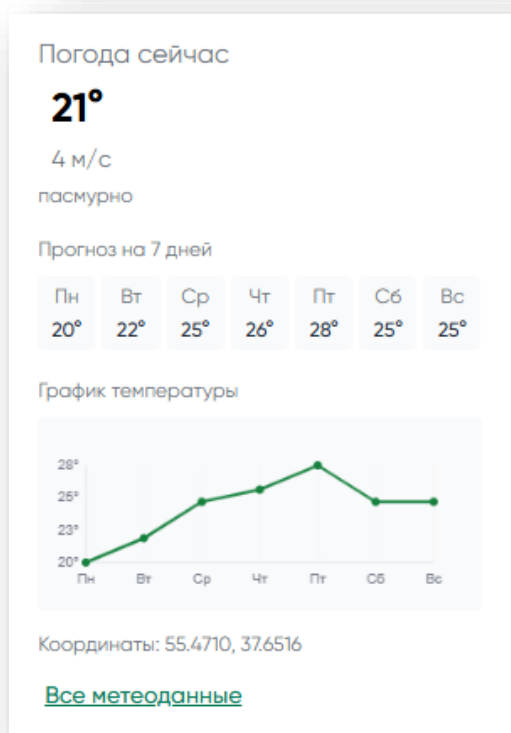 Погода сейчас
21°
4 м/с
пасмурно
Прогноз на 7 дней
Пн Вт Ср Чт Пт Сб Вс
20° 22° 25° 26° 28° 25° 25°
График температуры
28°
25°
23°
20°
Пн Вт Ср Чт Пт Сб Вс
Координаты: 55.4710, 37.6516
Все метеоданные